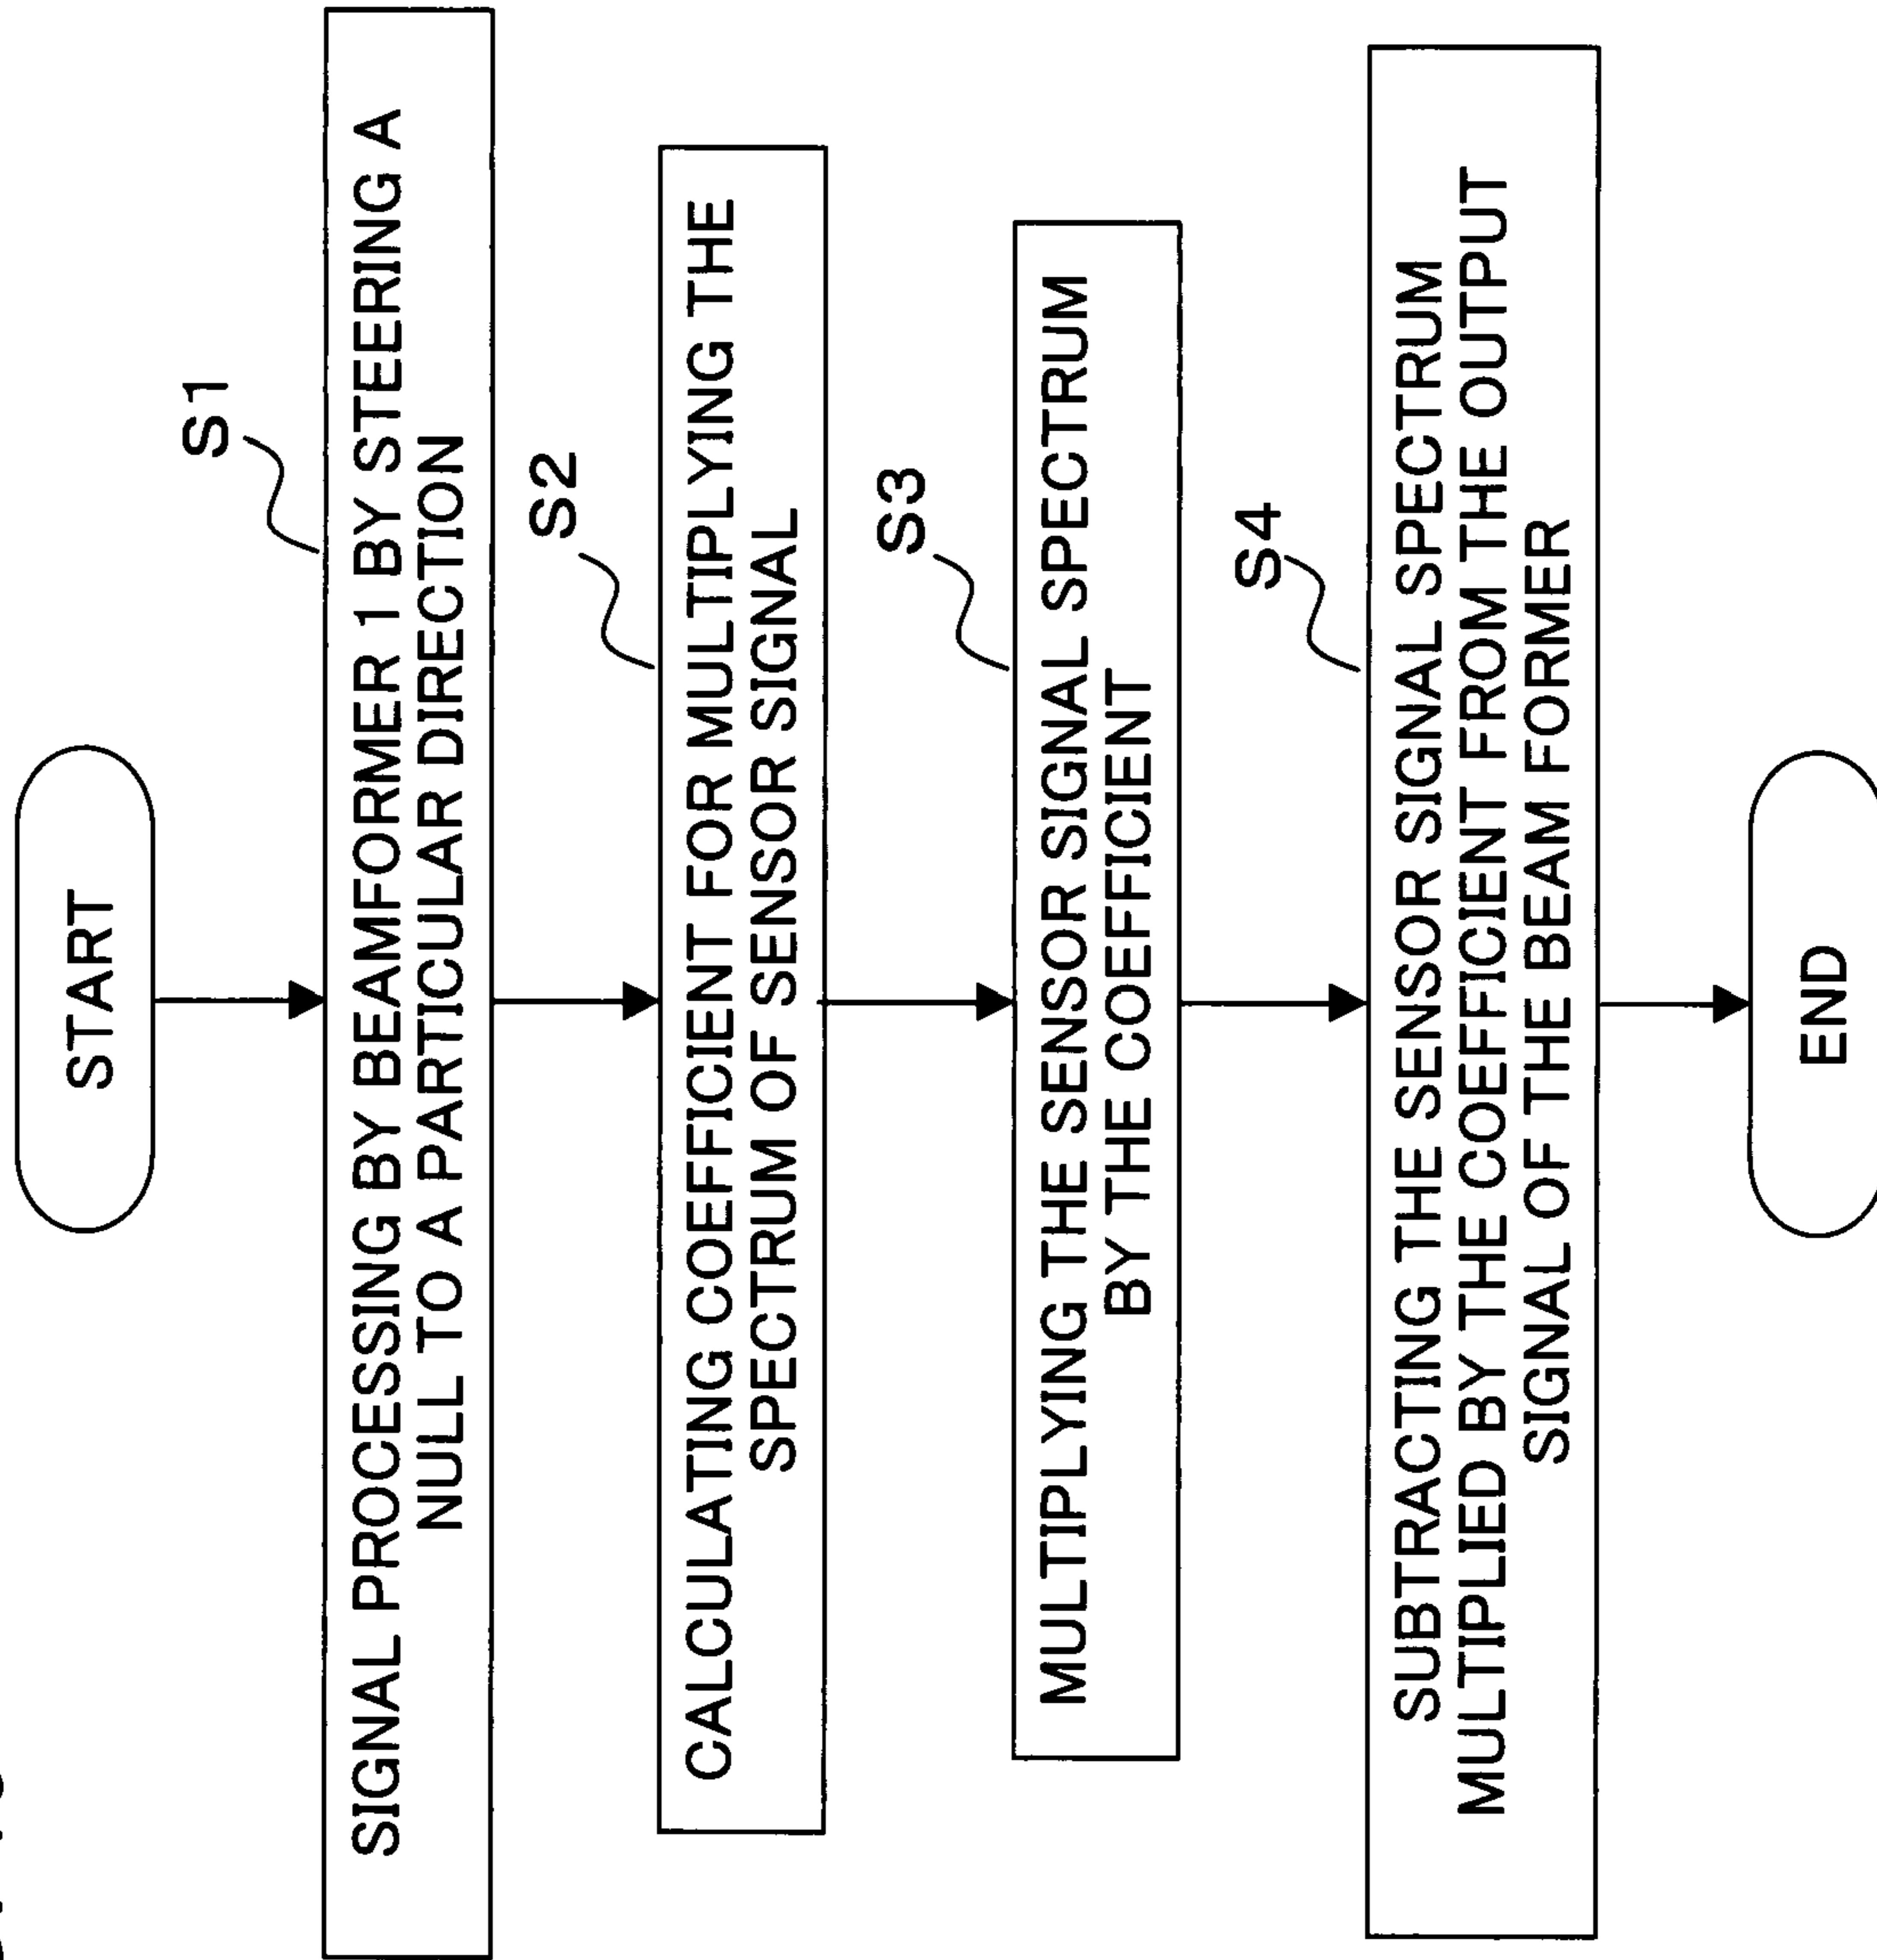 START
S1
SIGNAL PROCESSING BY BEAMFORMER 1 BY STEERING A
NULL TO A PARTICULAR DIRECTION
S2
CALCULATING COEFFICIENT FOR MULTIPLYING THE
SPECTRUM OF SENSOR SIGNAL
S3
MULTIPLYING THE SENSOR SIGNAL SPECTRUM
BY THE COEFFICIENT
S4
SUBTRACTING THE SENSOR SIGNAL SPECTRUM
MULTIPLIED BY THE COEFFICIENT FROM THE OUTPUT
SIGNAL OF THE BEAM FORMER
END